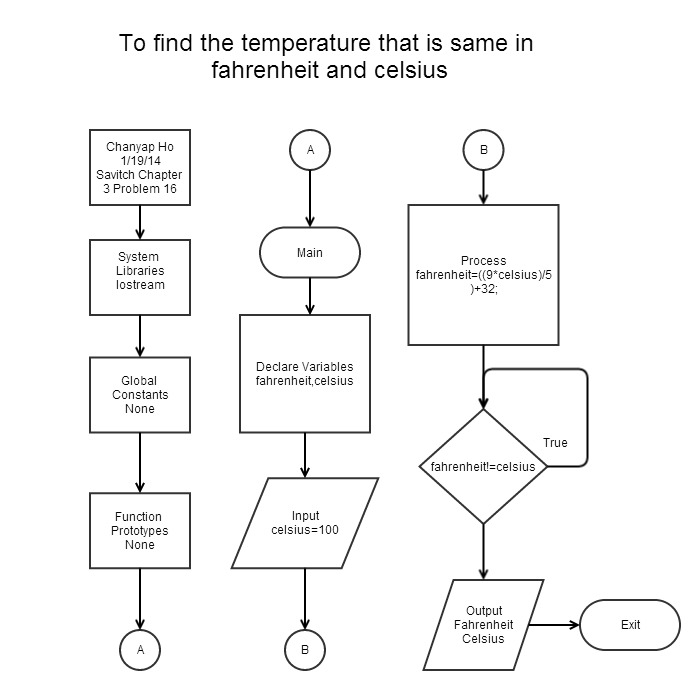 To find the temperature that is same in
fahrenheit and celsius
Chanyap Ho
1/19/14
Savitch Chapter
3 Problem 16
System
Libraries
Iostream
Global
Constants
None
Function
Prototypes
None
A
A
Main
Declare Variables
fahrenheit,celsius
Input
celsius=100
B
B
Process
fahrenheit=((9*celsius)/5
)+32;
True
fahrenheit!=celsius
Output
Fahrenheit
Celsius
Exit